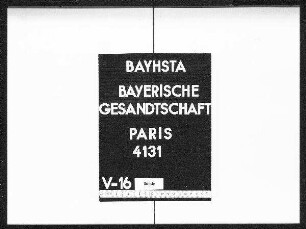 BAYHSTA
BAYERISCHE
GESANDTSCHAFT
PARIS
4131
V-16